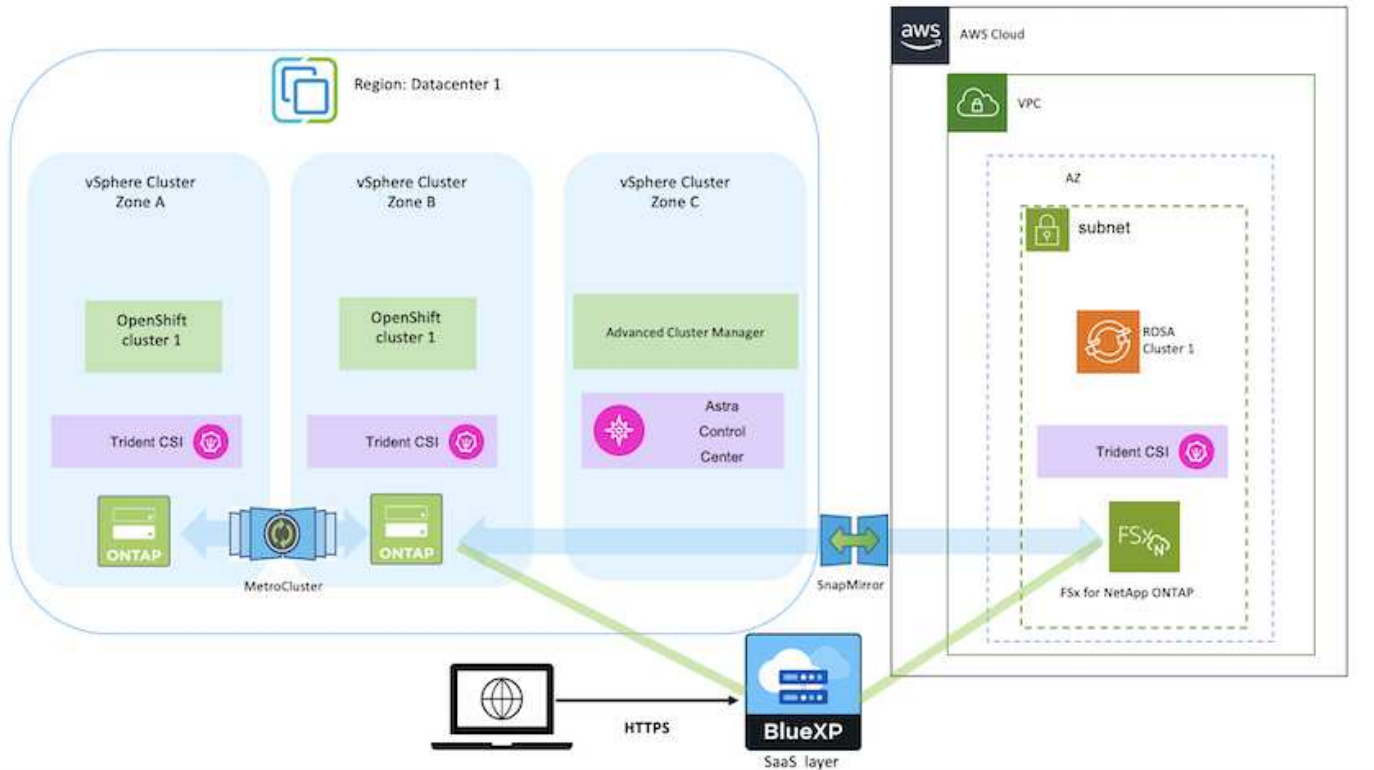 aws
AWS Cloud
Region: Datacenter 1
VPC
vSphere Cluster
Zone A
vSphere Cluster
Zone B
vSphere Cluster
Zone C
AZ
subnet
OpenShift
cluster 1
OpenShift
cluster 1
Advanced Cluster Manager
ROSA
Cluster 1
Astra
Control
Center
Trident CSI
Trident CSI
Trident CSI
ONTAP
ONTAP
FSx
N
MetroCluster
SnapMirror
FSx for NetApp ONTAP
HTTPS
BlueXP
SaaS layer